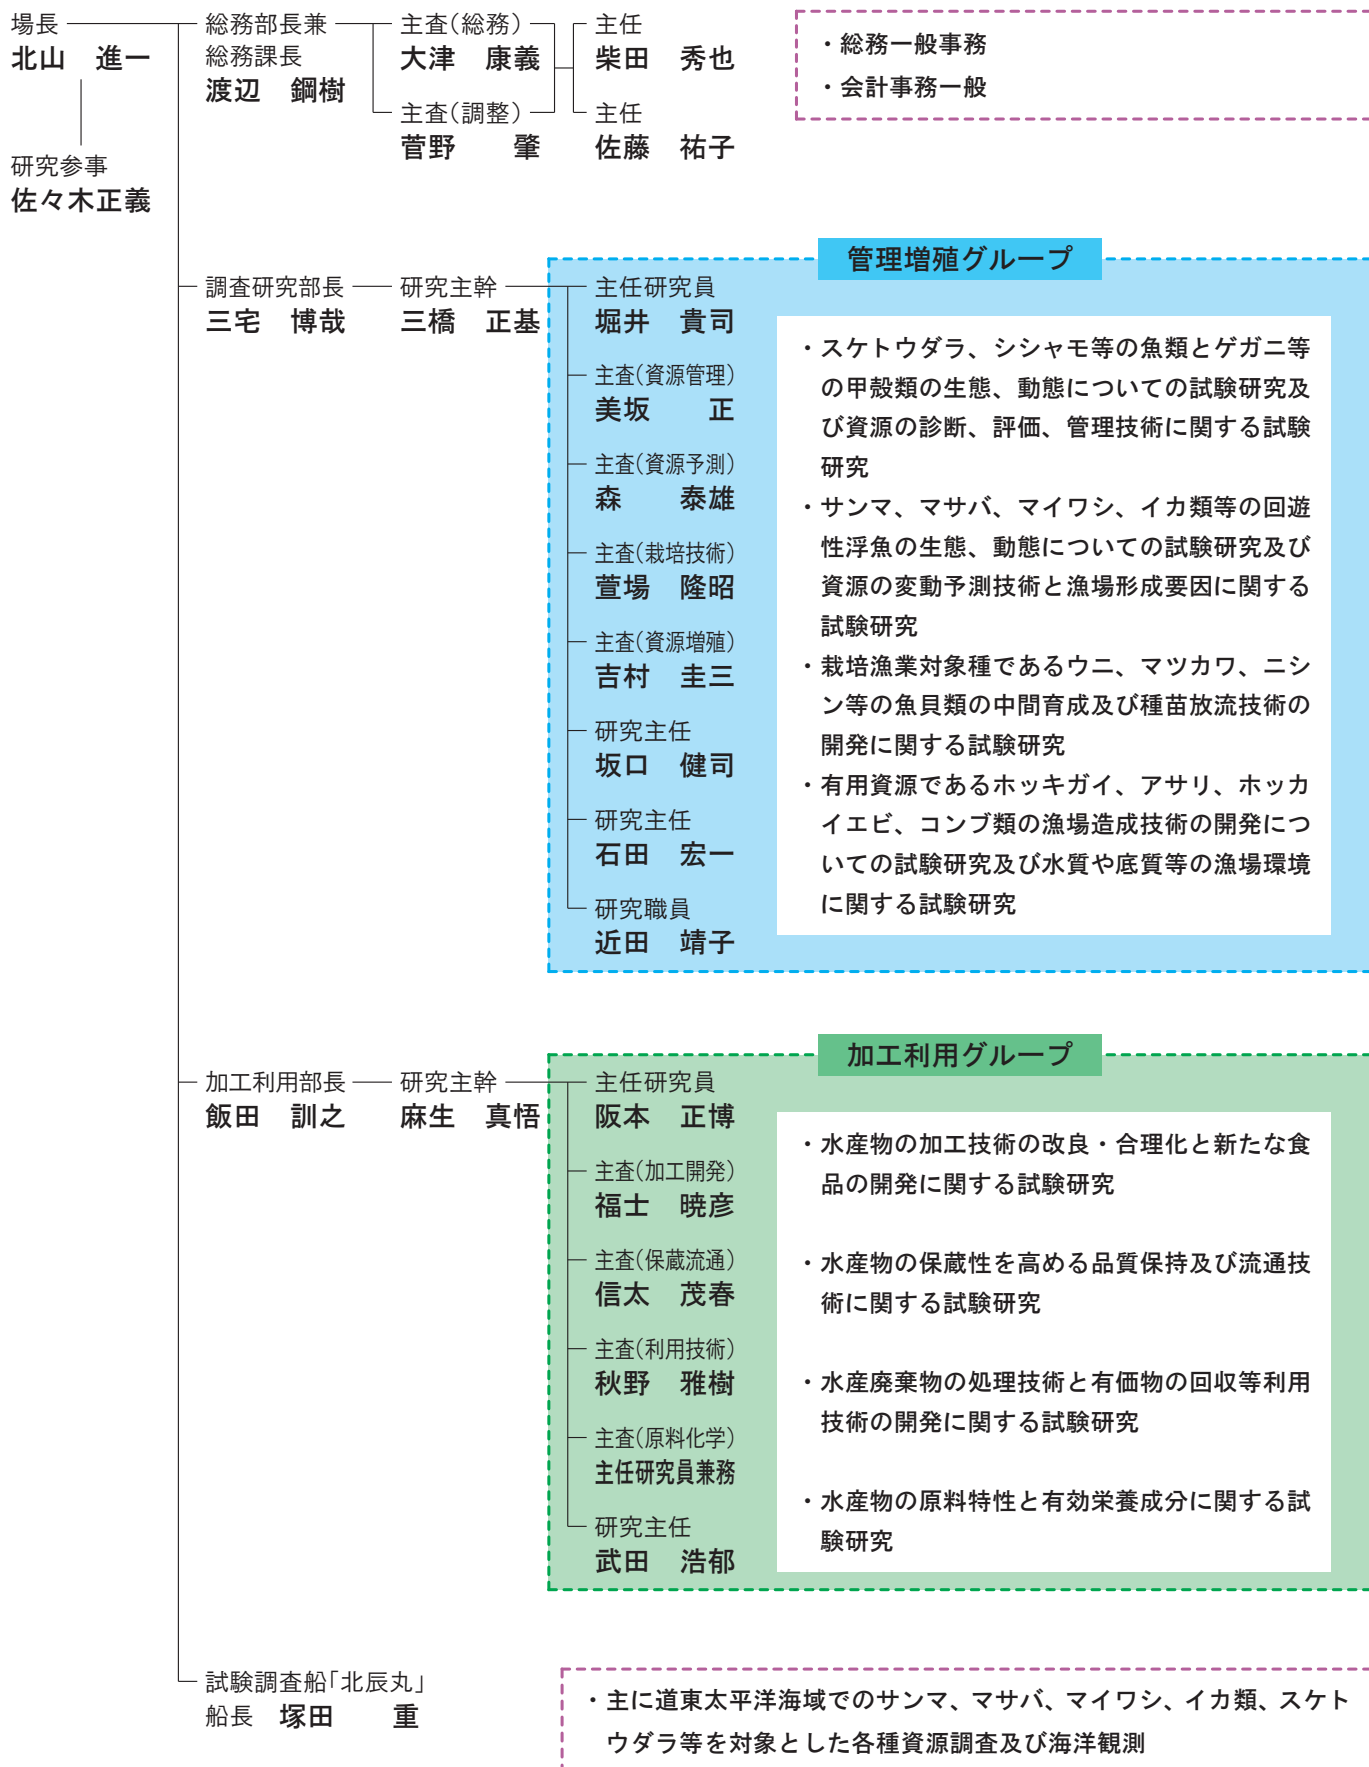 場長
北山　進一
研究参事
佐々木正義
総務部長兼
総務課長
渡辺　鋼樹
主査(総務)
大津　康義
主査(調整)
菅野　肇
主任
柴田　秀也
主任
佐藤　祐子
・総務一般事務
・会計事務一般
調査研究部長
三宅　博哉
研究主幹
三橋　正基
管理増殖グループ
主任研究員
堀井　貴司
主査(資源管理)
美坂　正
主査(資源予測)
森　泰雄
主査(栽培技術)
萱場　隆昭
主査(資源増殖)
吉村　圭三
研究主任
坂口　健司
研究主任
石田　宏一
研究職員
近田　靖子
・スケトウダラ、シシャモ等の魚類とゲガニ等
の甲殻類の生態、動態についての試験研究及
び資源の診断、評価、管理技術に関する試験
研究
・サンマ、マサバ、マイワシ、イカ類等の回遊
性浮魚の生態、動態についての試験研究及び
資源の変動予測技術と漁場形成要因に関する
試験研究
・栽培漁業対象種であるウニ、マツカワ、ニシ
ン等の魚貝類の中間育成及び種苗放流技術の
開発に関する試験研究
・有用資源であるホッキガイ、アサリ、ホッカ
イエビ、コンブ類の漁場造成技術の開発につ
いての試験研究及び水質や底質等の漁場環境
に関する試験研究
加工利用部長
飯田　訓之
研究主幹
麻生　真悟
加工利用グループ
主任研究員
阪本　正博
主査(加工開発)
福士　暁彦
主査(保蔵流通)
信太　茂春
主査(利用技術)
秋野　雅樹
主査(原料化学)
主任研究員兼務
研究主任
武田　浩郁
・水産物の加工技術の改良・合理化と新たな食
品の開発に関する試験研究
・水産物の保蔵性を高める品質保持及び流通技
術に関する試験研究
・水産廃棄物の処理技術と有価物の回収等利用
技術の開発に関する試験研究
・水産物の原料特性と有効栄養成分に関する試
験研究
試験調査船「北辰丸」
船長　塚田　重
・主に道東太平洋海域でのサンマ、マサバ、マイワシ、イカ類、スケト
ウダラ等を対象とした各種資源調査及び海洋観測